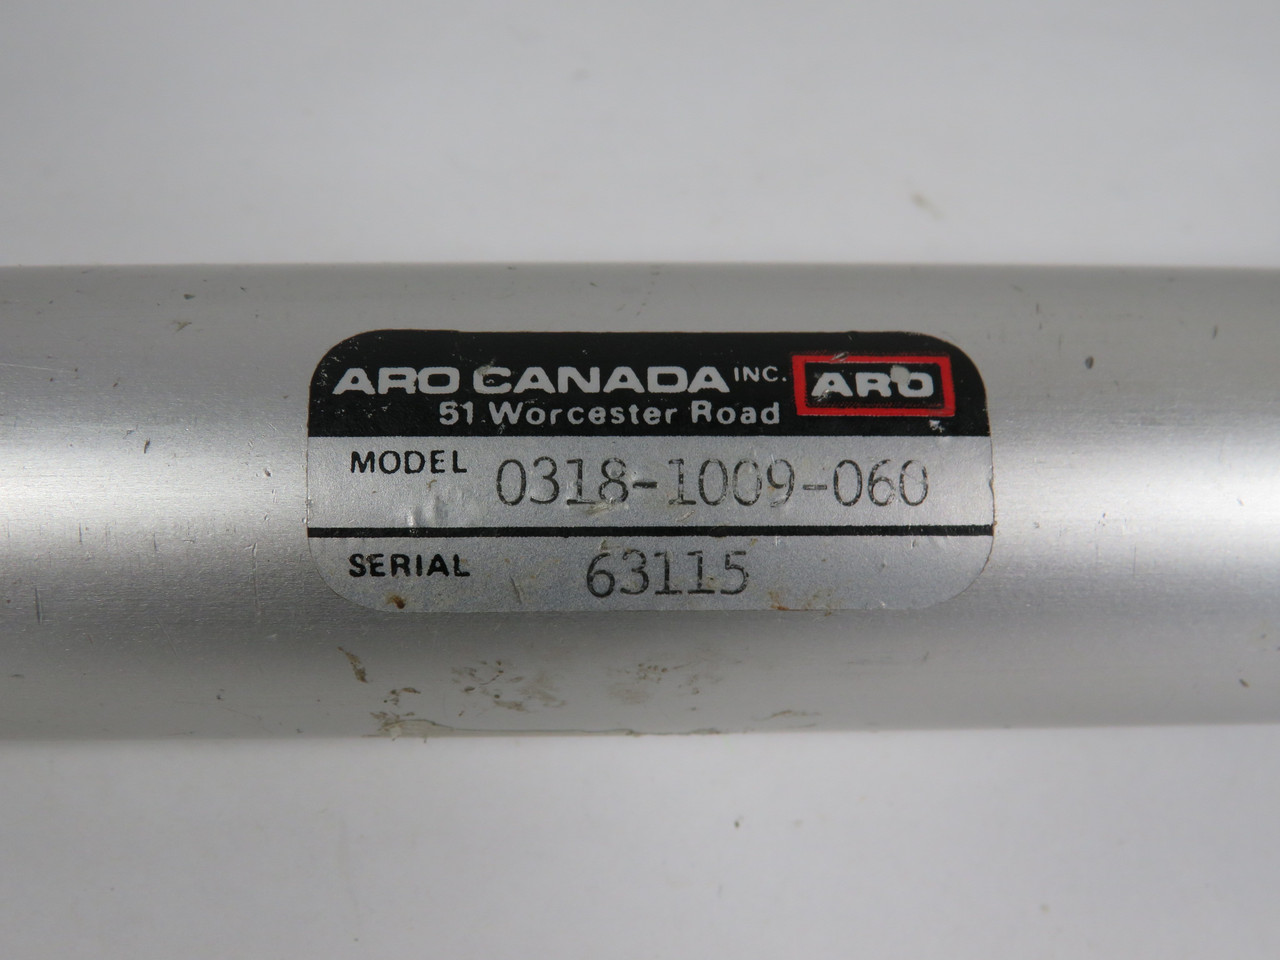 ARO CANADA INC. ARO
51 Worcester Road
MODEL 0318-1009-060
SERIAL 63115